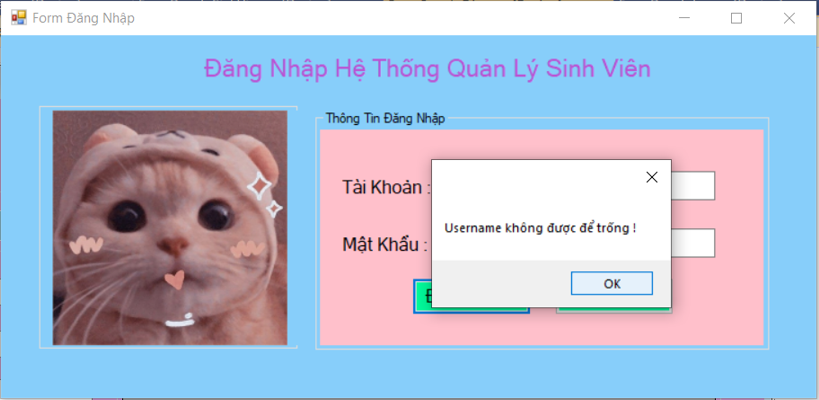 Form Đăng Nhập
Đăng Nhập Hệ Thống Quản Lý Sinh Viên
Thông Tin Đăng Nhập
Tài Khoản :
Username không được để trống !
Mật Khẩu :
OK